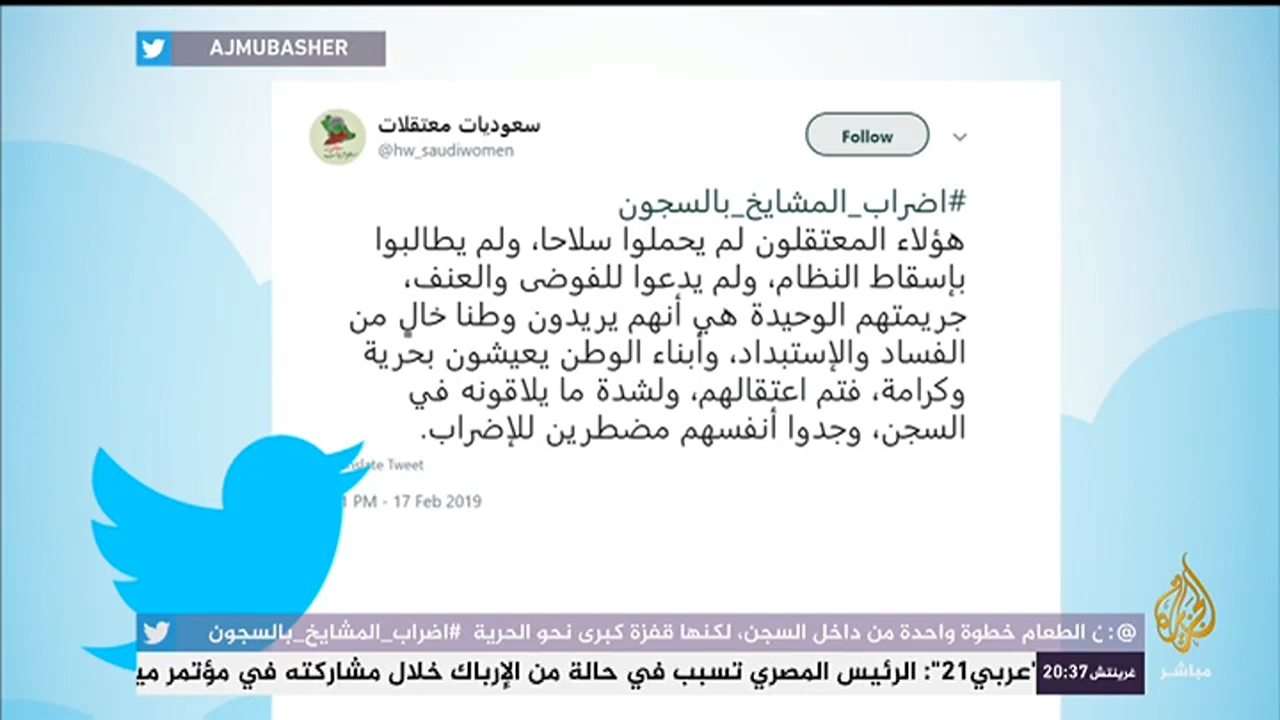 AJMUBASHER
سعوديات معتقلات
@hw_saudiwomen
Follow
#اضراب_المشايخ_بالسجون
هؤلاء المعتقلون لم يحملوا سلاحا، ولم يطالبوا
بإسقاط النظام، ولم يدعوا للفوضى والعنف،
جريمتهم الوحيدة هي أنهم يريدون وطنا خالٍ من
الفساد والإستبداد، وأبناء الوطن يعيشون بحرية
وكرامة، فتم اعتقالهم، ولشدة ما يلاقونه في
السجن، وجدوا أنفسهم مضطرين للإضراب.
Tweet
PM - 17 Feb 2019
@: الطعام خطوة واحدة من داخل السجن، لكنها قفزة كبرى نحو الحرية #اضراب_المشايخ_بالسجون
غرينتش 20:37
"عربي21": الرئيس المصري تسبب في حالة من الإرباك خلال مشاركته في مؤتمر
الجزيرة
مباشر